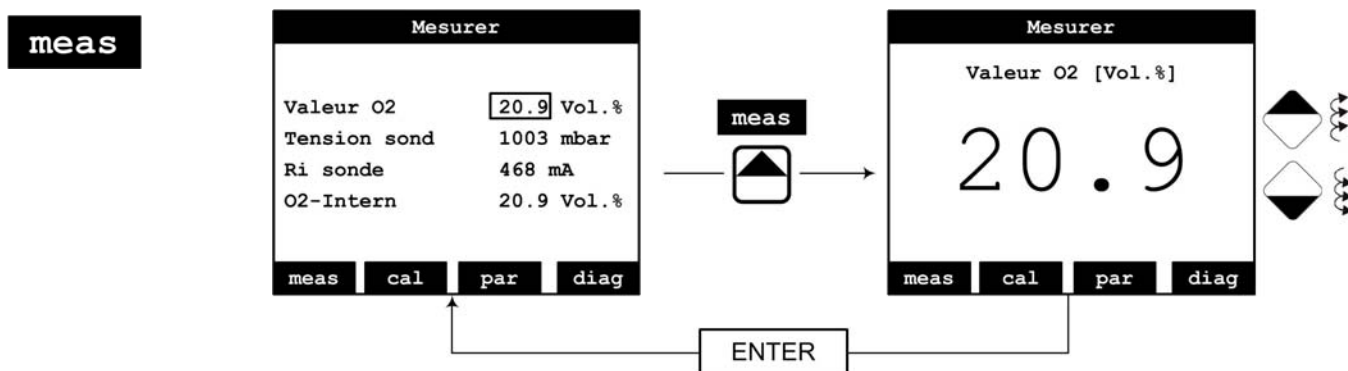 meas
Mesurer
Valeur O2 20.9 Vol.%
Tension sond 1003 mbar
Ri sonde 468 mA
O2-Intern 20.9 Vol.%
meas cal par diag
meas
Mesurer
Valeur O2 [Vol.%]
20.9
meas cal par diag
ENTER